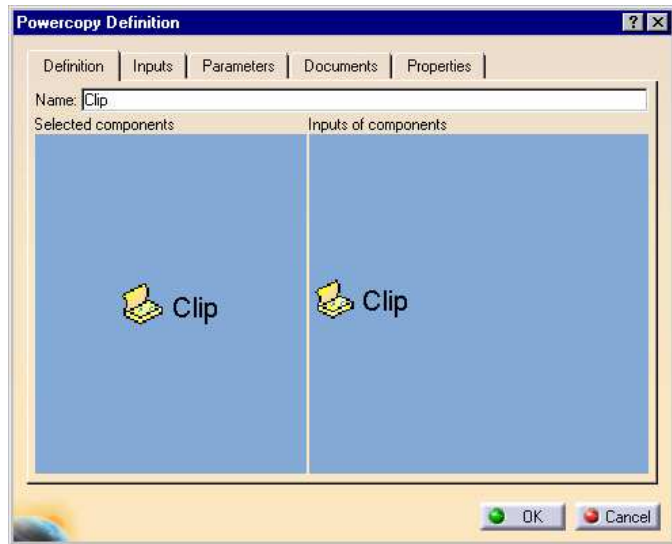 Powercopy Definition
Definition Inputs Parameters Documents Properties
Name: Clip
Selected components Inputs of components
Clip Clip
OK Cancel